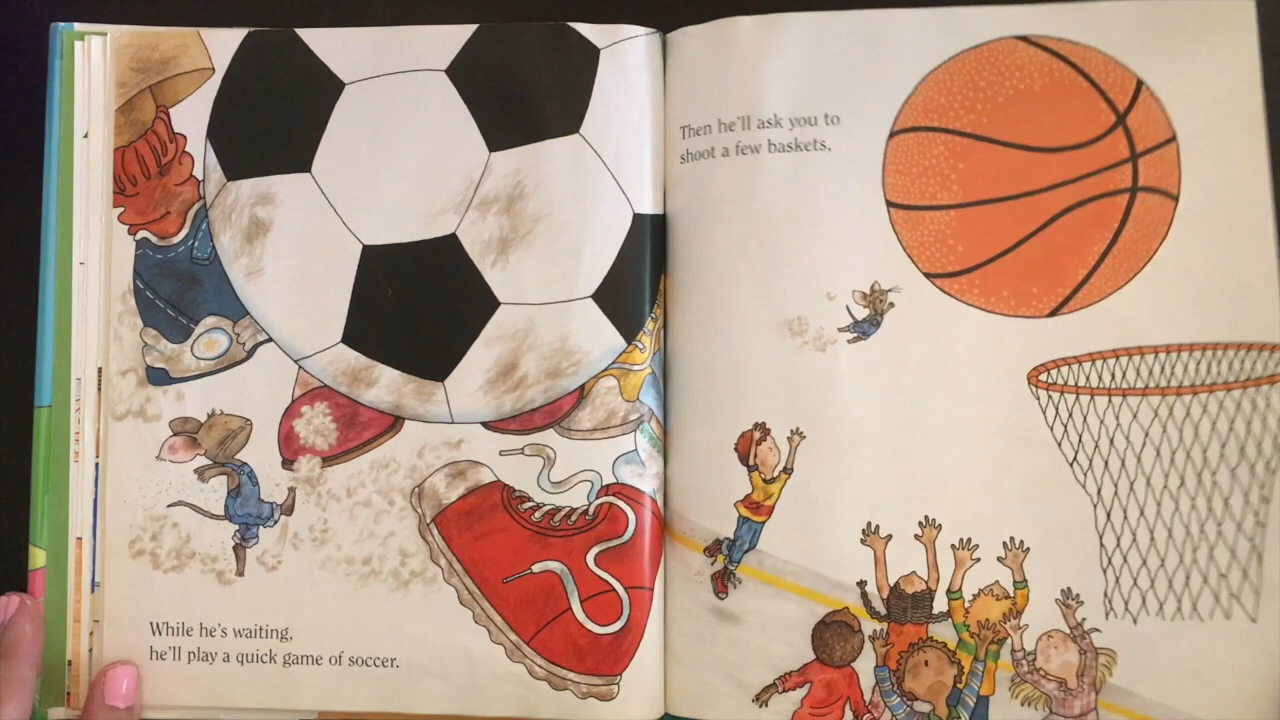 While he's waiting,
he'll play a quick game of soccer.
Then he'll ask you to
shoot a few baskets,